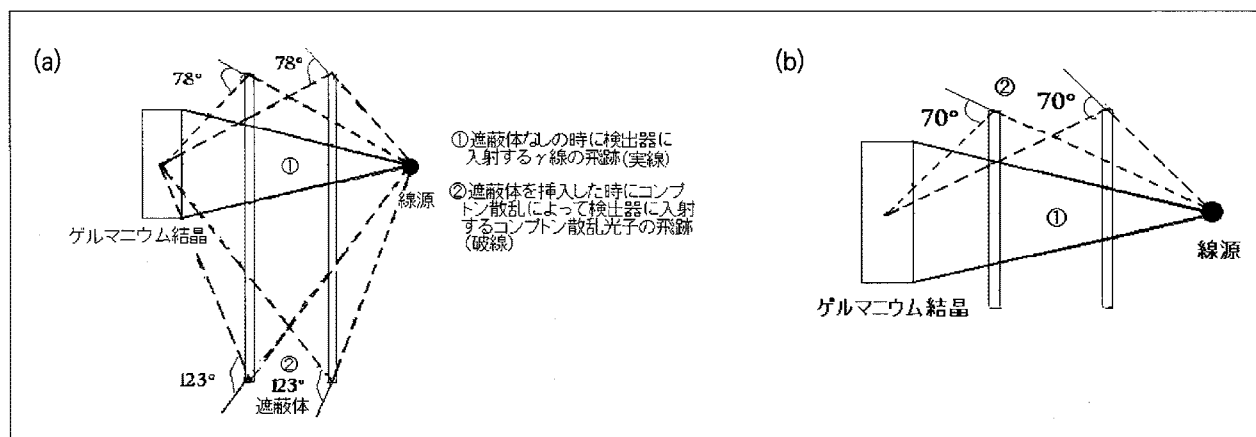 (a)
78°
78°
①
線源
ゲルマニウム結晶
②
123°
123°
遮蔽体
①遮蔽体なしの時に検出器に
入射するγ線の飛跡(実線)
②遮蔽体を挿入した時にコンプ
トン散乱によって検出器に入射
するコンプトン散乱光子の飛跡
(破線)
(b)
②
70°
70°
①
線源
ゲルマニウム結晶